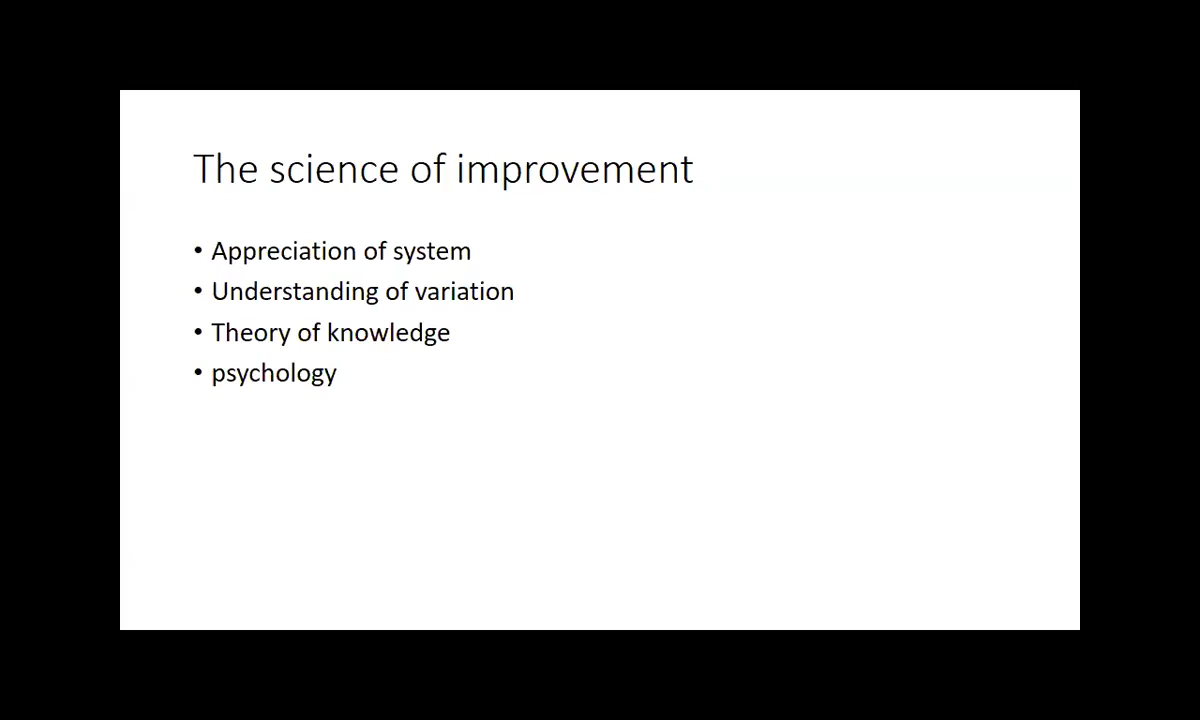 The science of improvement
• Appreciation of system
• Understanding of variation
• Theory of knowledge
• psychology